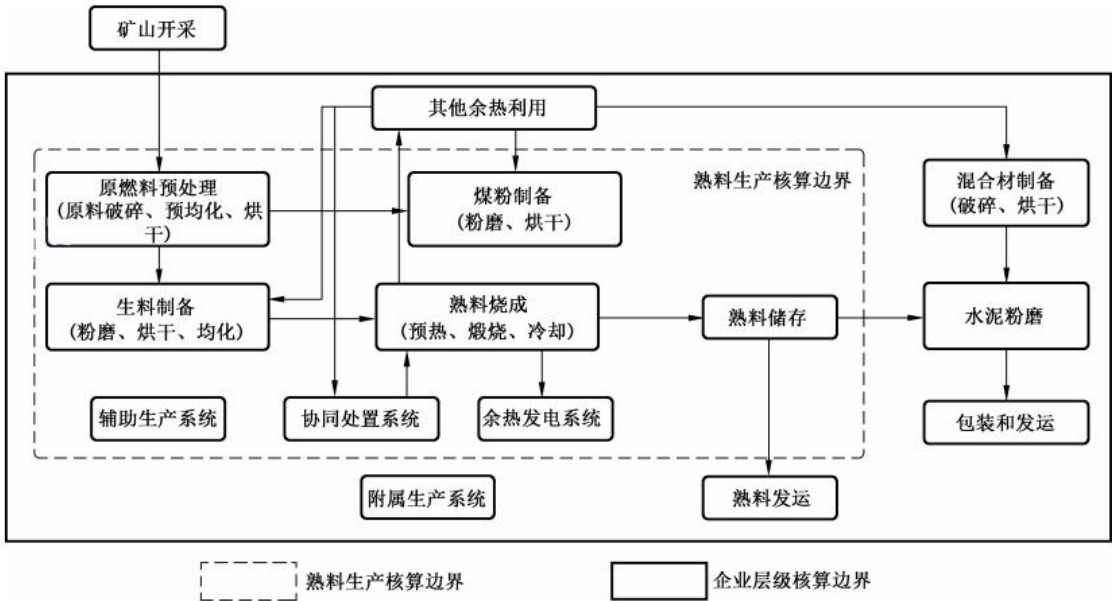 矿山开采
其他余热利用
熟料生产核算边界
原燃料预处理
(原料破碎、预均化、烘
干)
煤粉制备
(粉磨、烘干)
混合材制备
(破碎、烘干)
生料制备
(粉磨、烘干、均化)
熟料烧成
(预热、煅烧、冷却)
熟料储存
水泥粉磨
辅助生产系统
协同处置系统
余热发电系统
包装和发运
附属生产系统
熟料发运
熟料生产核算边界
企业层级核算边界